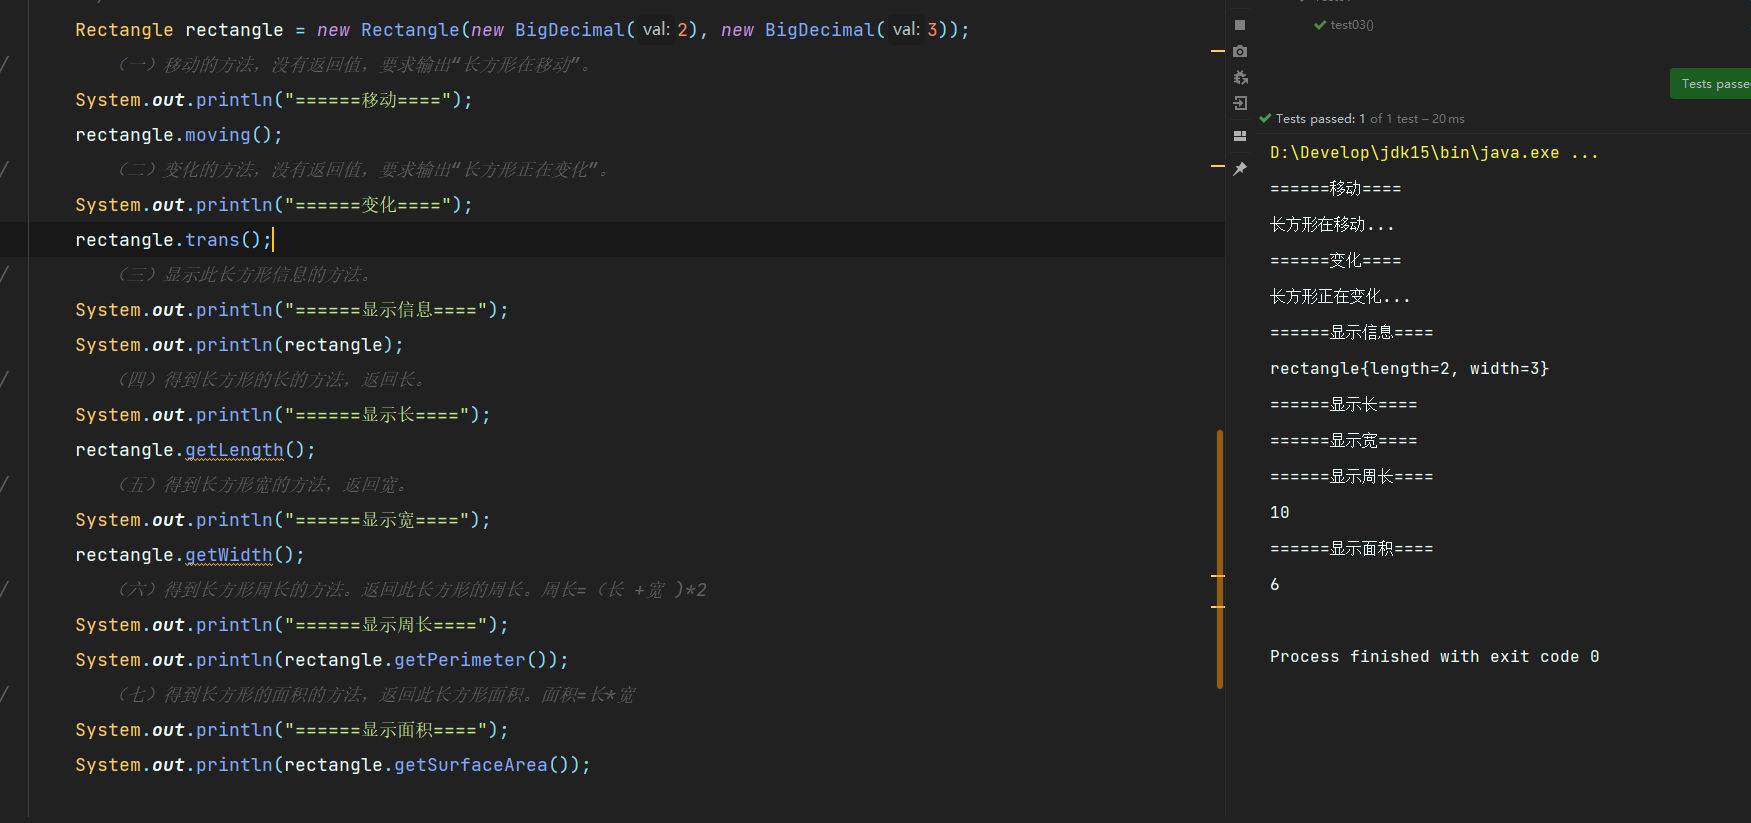 Rectangle rectangle = new Rectangle(new BigDecimal( val: 2), new BigDecimal( val: 3));
/ （一）移动的方法，没有返回值，要求输出“长方形在移动”。
System.out.println("======移动====");
rectangle.moving();
/ （二）变化的方法，没有返回值，要求输出“长方形正在变化”。
System.out.println("======变化====");
rectangle.trans();
/ （三）显示此长方形信息的方法。
System.out.println("======显示信息====");
System.out.println(rectangle);
/ （四）得到长方形的长的方法，返回长。
System.out.println("======显示长====");
rectangle.getLength();
/ （五）得到长方形宽的方法，返回宽。
System.out.println("======显示宽====");
rectangle.getWidth();
/ （六）得到长方形周长的方法。返回此长方形的周长。周长=（长 +宽 )*2
System.out.println("======显示周长====");
System.out.println(rectangle.getPerimeter());
/ （七）得到长方形的面积的方法，返回此长方形面积。面积=长*宽
System.out.println("======显示面积====");
System.out.println(rectangle.getSurfaceArea());
test03()
Tests passe
Tests passed: 1 of 1 test – 20 ms
D:\Develop\jdk15\bin\java.exe ...
======移动====
长方形在移动...
======变化====
长方形正在变化...
======显示信息====
rectangle{length=2, width=3}
======显示长====
======显示宽====
======显示周长====
10
======显示面积====
6
Process finished with exit code 0